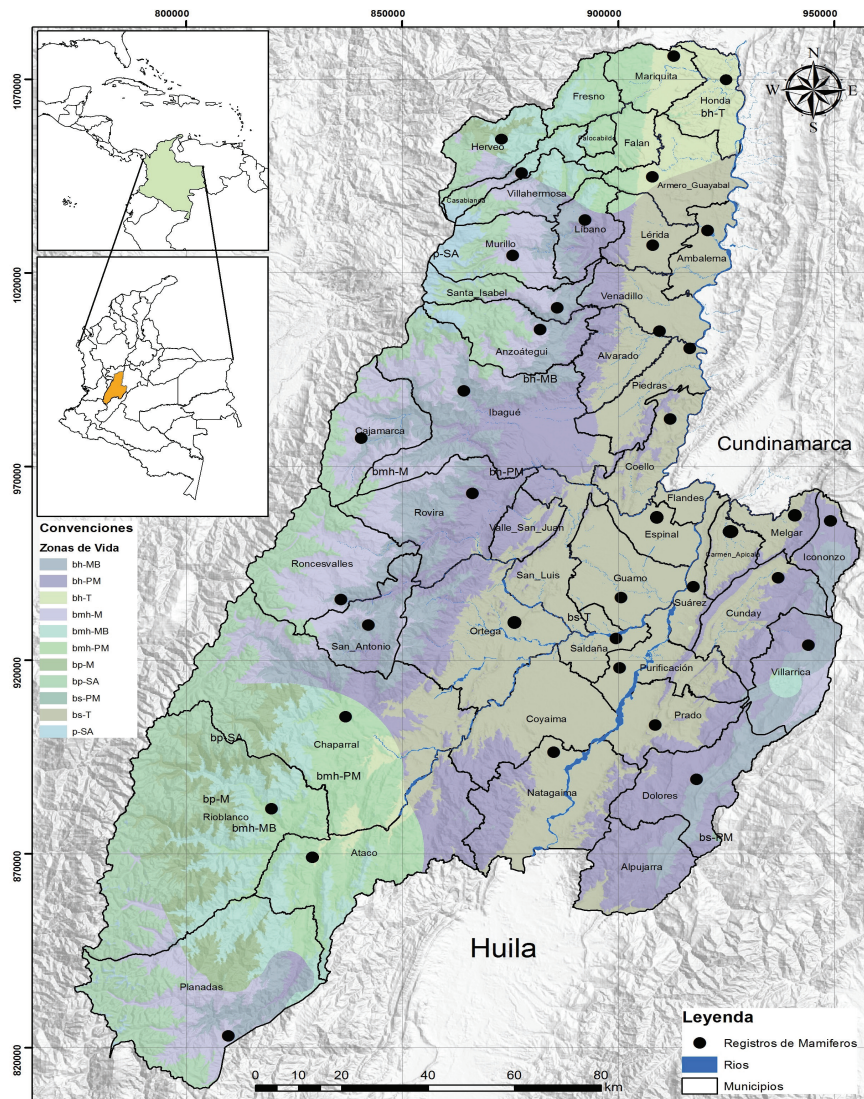 800000 850000 900000 950000
1070000
1020000
970000
920000
870000
820000
N
W E
S
Mariquita
Honda
bh-T
Fresno
Palocabildo
Falan
Herveo
Armero_Guayabal
Villahermosa
Casabianca
Líbano
Lérida
Ambalema
Murillo
p-SA
Santa_Isabel
Venadillo
Anzoátegui
Alvarado
bh-MB
Piedras
Ibagué
Cajamarca
Cundinamarca
bmh-M
bh-PM
Coello
Rovira
Flandes
Valle_San_Juan
Espinal
Melgar
Carmen_Apicalá
Icononzo
Roncesvalles
San_Luis
Guamo
Suárez
Cunday
Ortega
bs-T
San_Antonio
Saldaña
Purificación
Villarrica
Coyaima
Prado
Chaparral
bp-SA
bmh-PM
Natagaima
Dolores
bp-M
Rioblanco
bmh-MB
bs-PM
Ataco
Alpujarra
Huila
Planadas
Convenciones
Zonas de Vida
bh-MB
bh-PM
bh-T
bmh-M
bmh-MB
bmh-PM
bp-M
bp-SA
bs-PM
bs-T
p-SA
Leyenda
Registros de Mamiferos
Rios
Municipios
0 5 10 20 40 60 80
km